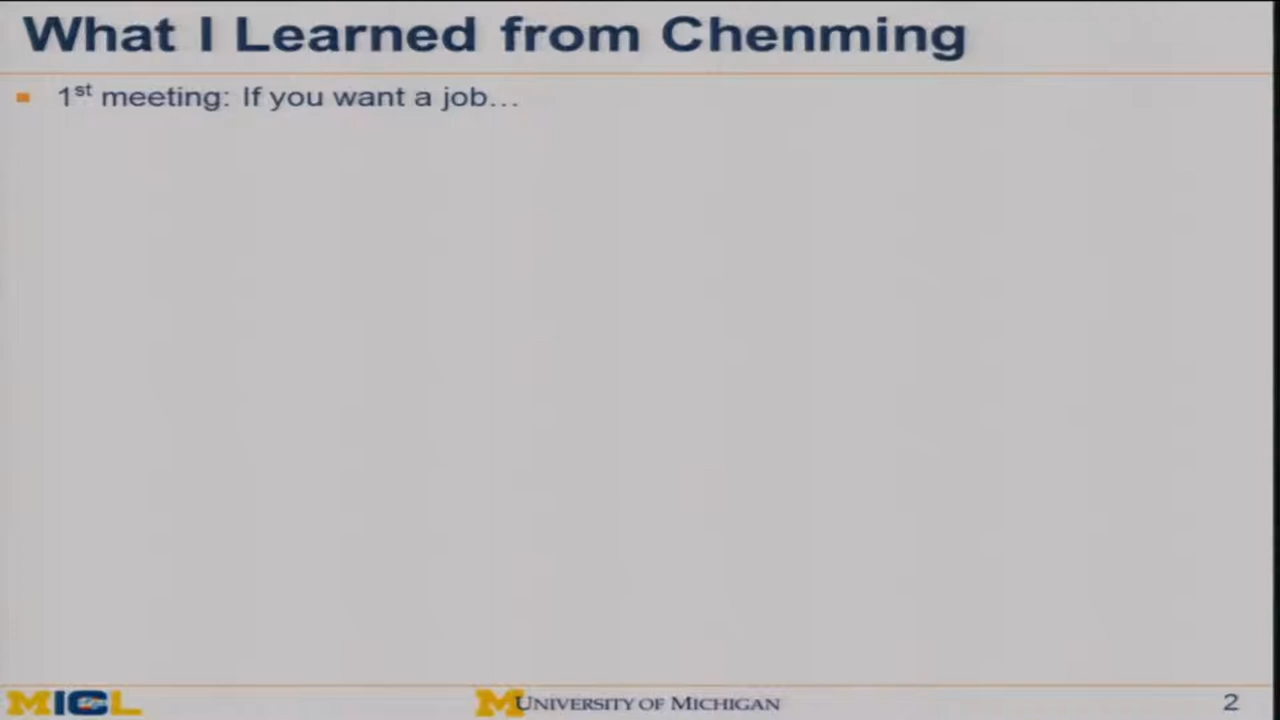 What I Learned from Chenming
1st meeting: If you want a job…
MICL
M UNIVERSITY OF MICHIGAN
2